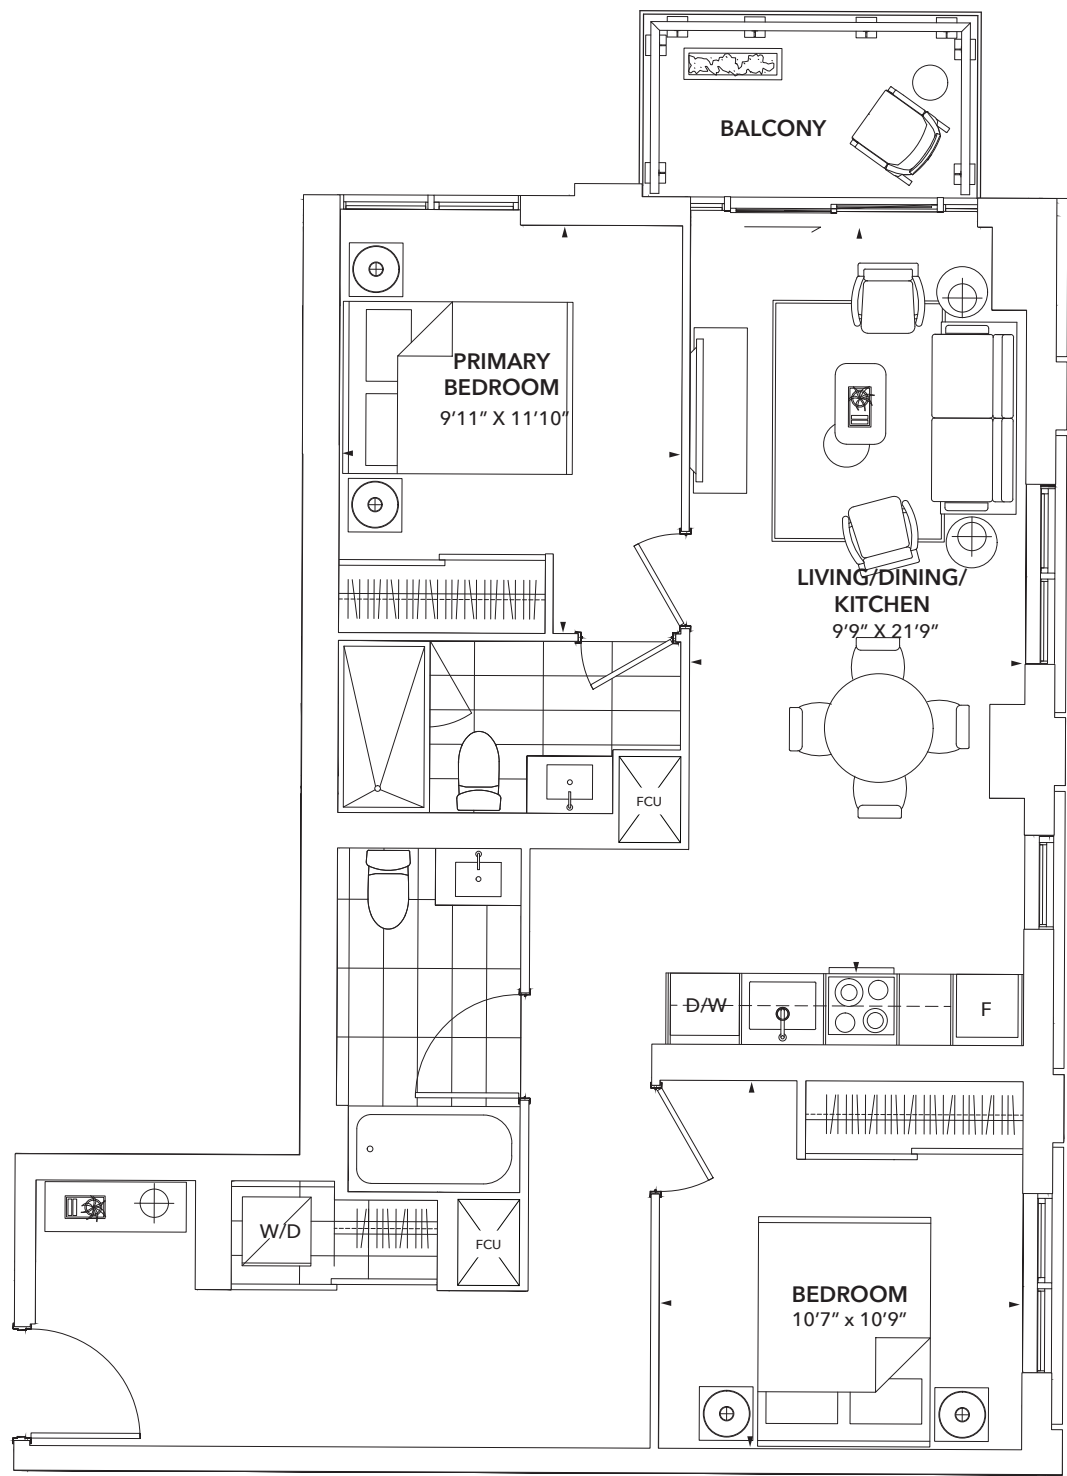 BALCONY
PRIMARY
BEDROOM
9'11” X 11'10”
LIVING/DINING/
KITCHEN
9'9” X 21'9”
FCU
D/W
F
W/D
FCU
BEDROOM
10'7” x 10'9”